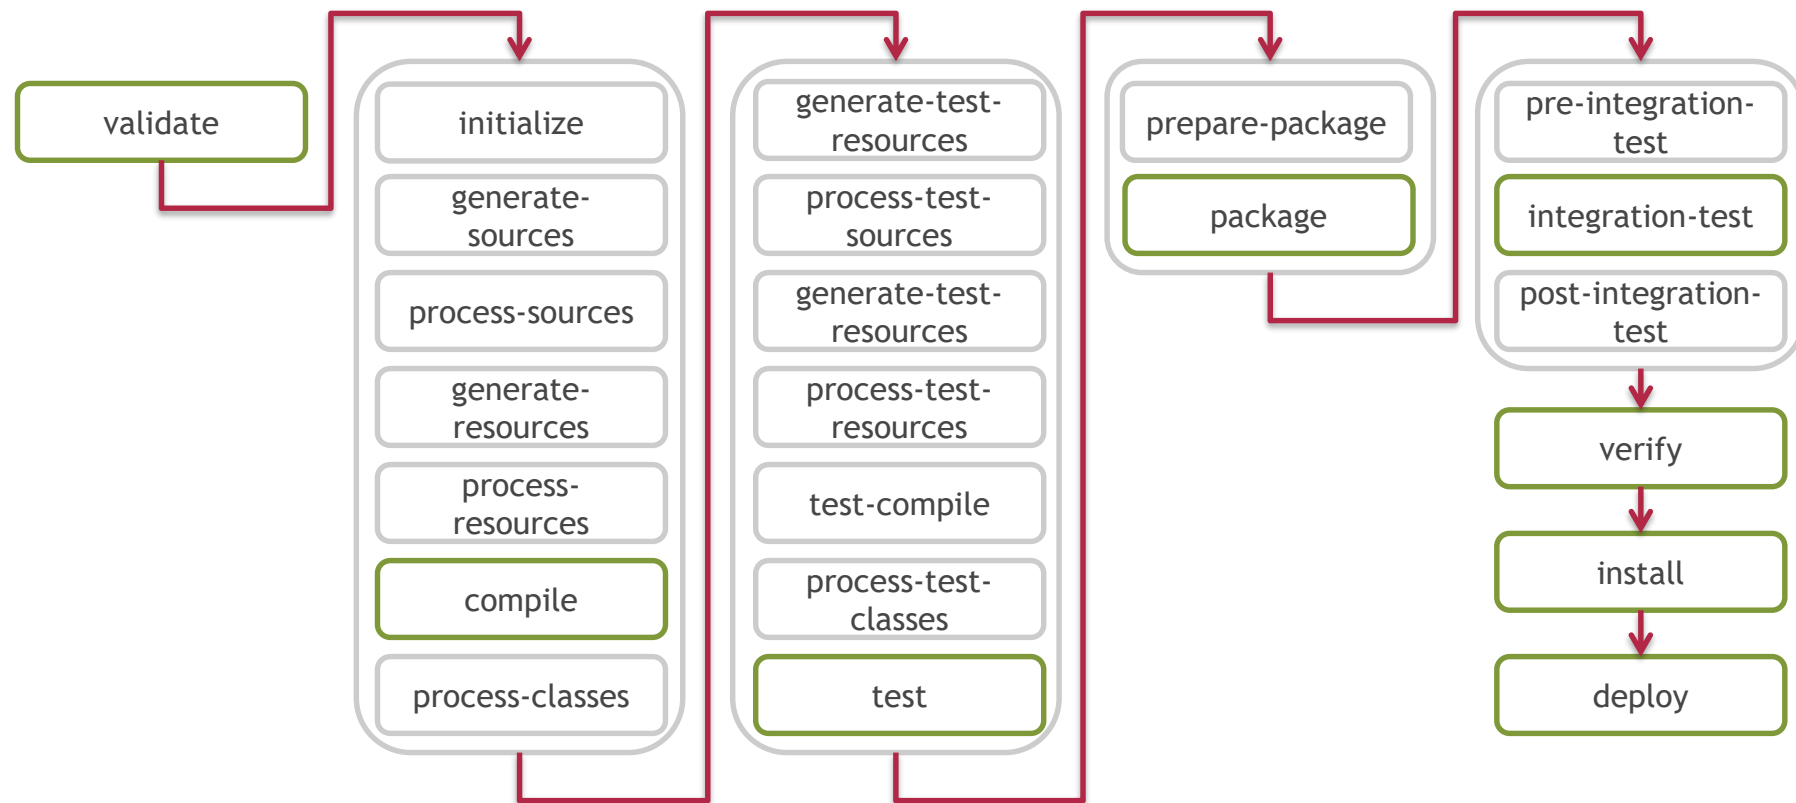 validate
initialize
generate-
sources
process-sources
generate-
resources
process-
resources
compile
process-classes
generate-test-
resources
process-test-
sources
generate-test-
resources
process-test-
resources
test-compile
process-test-
classes
test
prepare-package
package
pre-integration-
test
integration-test
post-integration-
test
verify
install
deploy